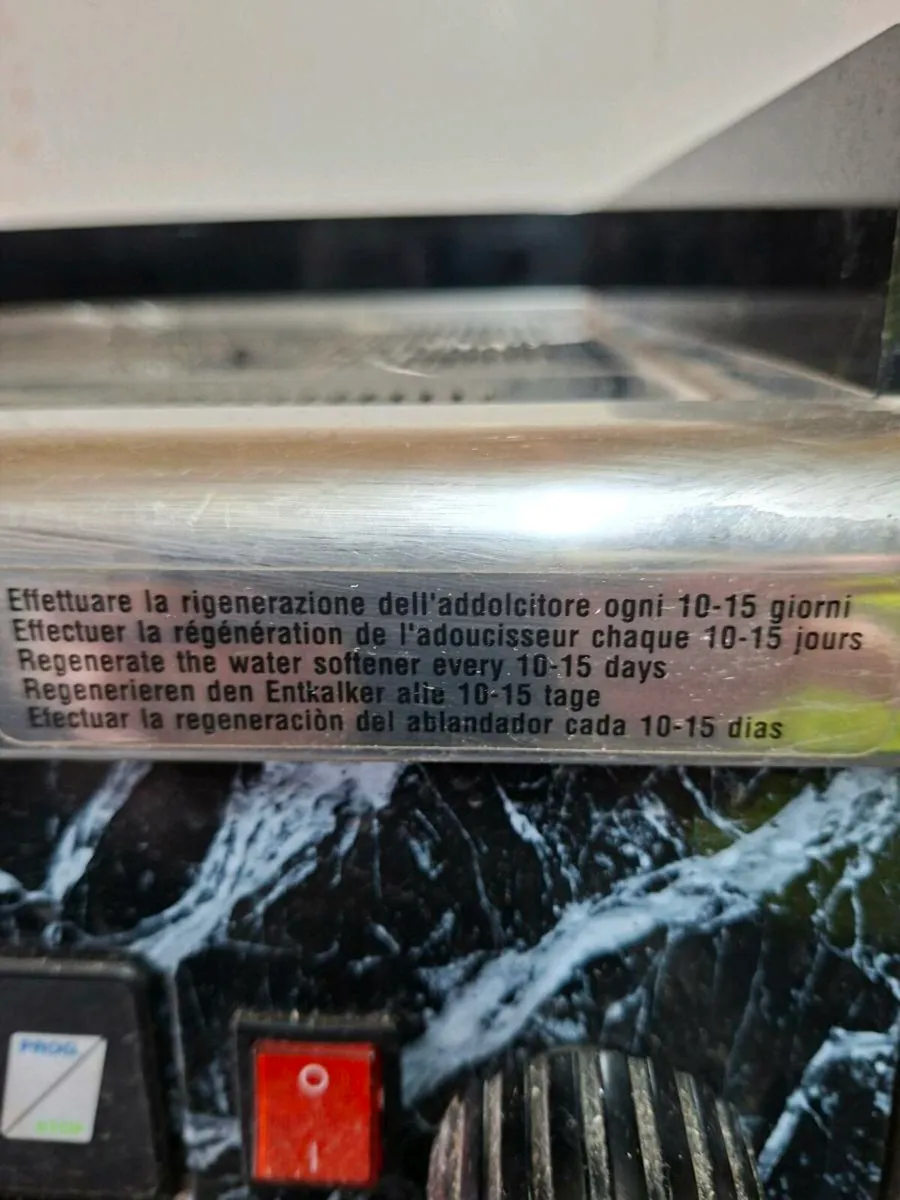 Effettuare la rigenerazione dell'addolcitore ogni 10-15 giorni
Effectuer la régénération de l'adoucisseur chaque 10-15 jours
Regenerate the water softener every 10-15 days
Regenerieren den Entkalker alle 10-15 tage
Efectuar la regeneraciòn del ablandador cada 10-15 dias
PROG
STOP
O
I